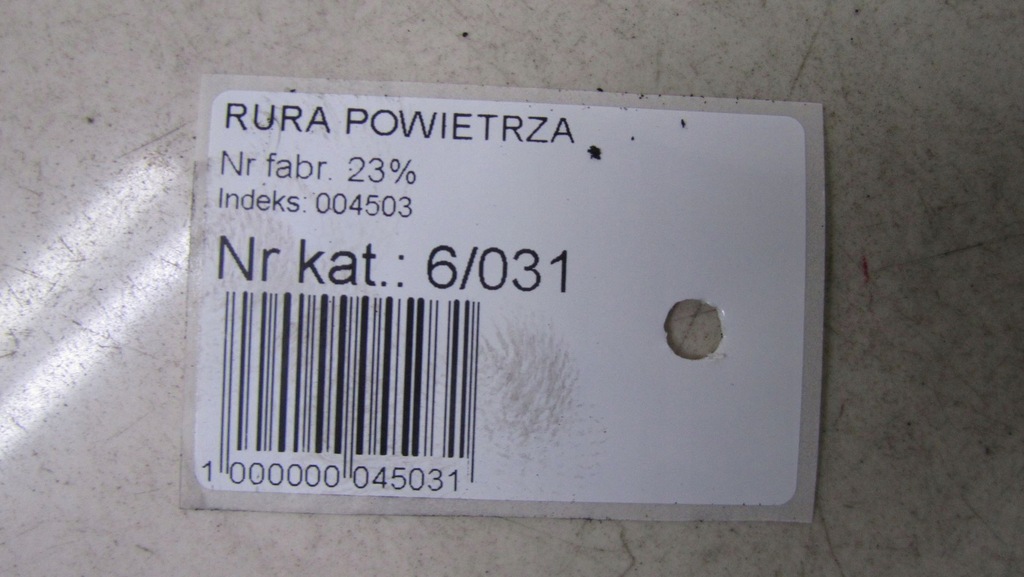 RURA POWIETRZA
Nr fabr. 23%
Indeks: 004503
Nr kat.: 6/031
1 000000 045031